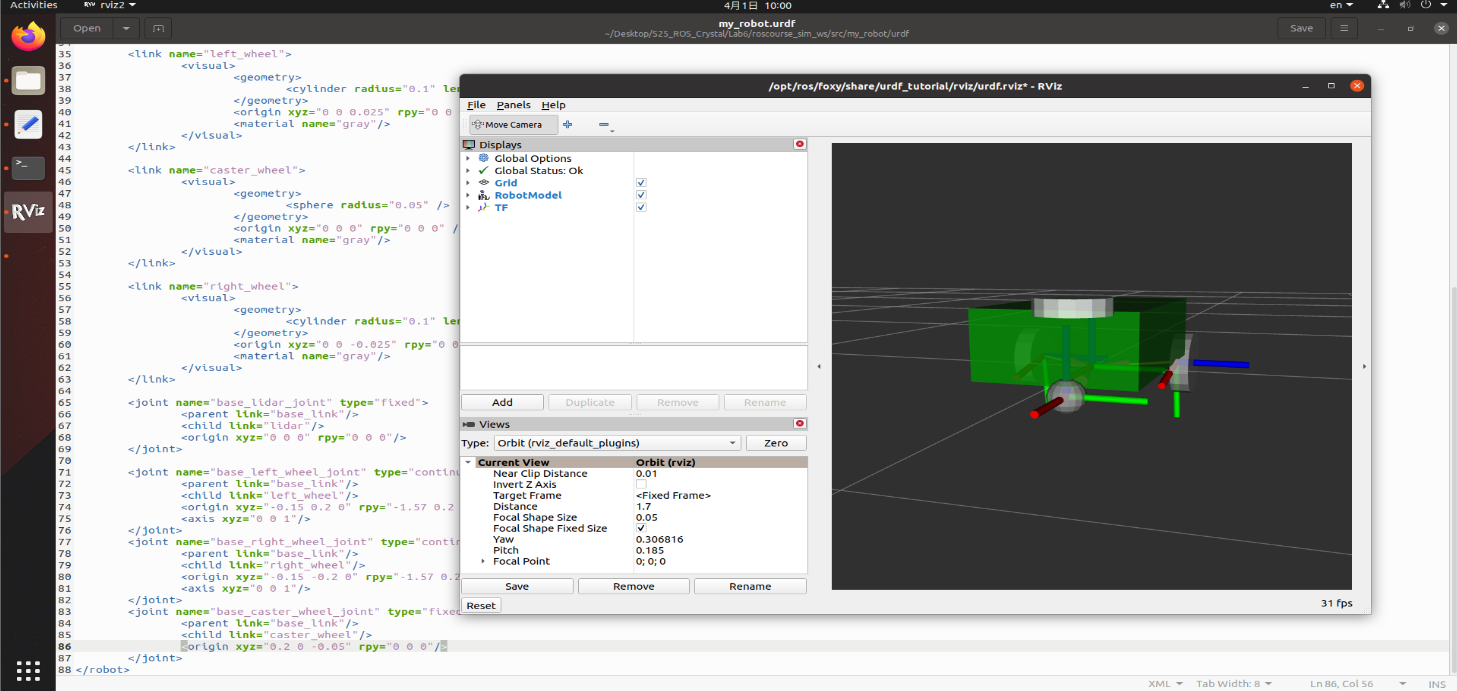 Activities rviz2 4月1日 10:00 en
Open my_robot.urdf Save
~/Desktop/S25_ROS_Crystal/Lab6/roscourse_sim_ws/src/my_robot/urdf
35 <link name="left_wheel">
36 <visual>
37 <geometry>
38 <cylinder radius="0.1" len
39 </geometry>
40 <origin xyz="0 0 0.025" rpy="0 0
41 <material name="gray"/>
42 </visual>
43 </link>
44
45 <link name="caster_wheel">
46 <visual>
47 <geometry>
48 <sphere radius="0.05" />
49 </geometry>
50 <origin xyz="0 0 0" rpy="0 0 0" /
51 <material name="gray"/>
52 </visual>
53 </link>
54
55 <link name="right_wheel">
56 <visual>
57 <geometry>
58 <cylinder radius="0.1" len
59 </geometry>
60 <origin xyz="0 0 -0.025" rpy="0 0
61 <material name="gray"/>
62 </visual>
63 </link>
64
65 <joint name="base_lidar_joint" type="fixed">
66 <parent link="base_link"/>
67 <child link="lidar"/>
68 <origin xyz="0 0 0" rpy="0 0 0"/>
69 </joint>
70
71 <joint name="base_left_wheel_joint" type="continu
72 <parent link="base_link"/>
73 <child link="left_wheel"/>
74 <origin xyz="-0.15 0.2 0" rpy="-1.57 0.2
75 <axis xyz="0 0 1"/>
76 </joint>
77 <joint name="base_right_wheel_joint" type="contin
78 <parent link="base_link"/>
79 <child link="right_wheel"/>
80 <origin xyz="-0.15 -0.2 0" rpy="-1.57 0.2
81 <axis xyz="0 0 1"/>
82 </joint>
83 <joint name="base_caster_wheel_joint" type="fixed
84 <parent link="base_link"/>
85 <child link="caster_wheel"/>
86 <origin xyz="0.2 0 -0.05" rpy="0 0 0"/>
87 </joint>
88 </robot>
XML Tab Width: 8 Ln 86, Col 56 INS
RViz
/opt/ros/foxy/share/urdf_tutorial/rviz/urdf.rviz* - RViz
File Panels Help
Move Camera
Displays
Global Options
Global Status: Ok
Grid
RobotModel
TF
Add Duplicate Remove Rename
Views
Type: Orbit (rviz_default_plugins) Zero
Current View Orbit (rviz)
Near Clip Distance 0.01
Invert Z Axis
Target Frame <Fixed Frame>
Distance 1.7
Focal Shape Size 0.05
Focal Shape Fixed Size
Yaw 0.306816
Pitch 0.185
Focal Point 0; 0; 0
Save Remove Rename
Reset
31 fps